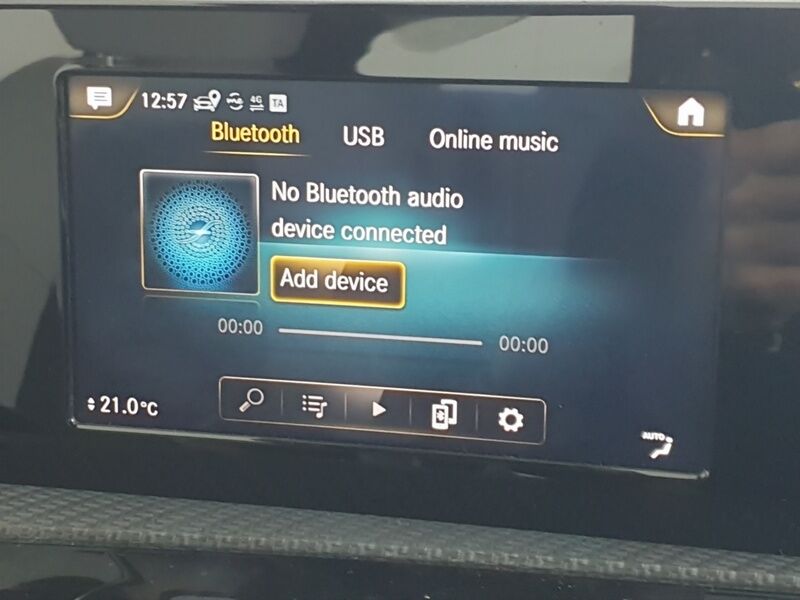 12:57 me 4G TA
Bluetooth USB Online music
No Bluetooth audio
device connected
Add device
00:00 00:00
21.0°C
AUTO